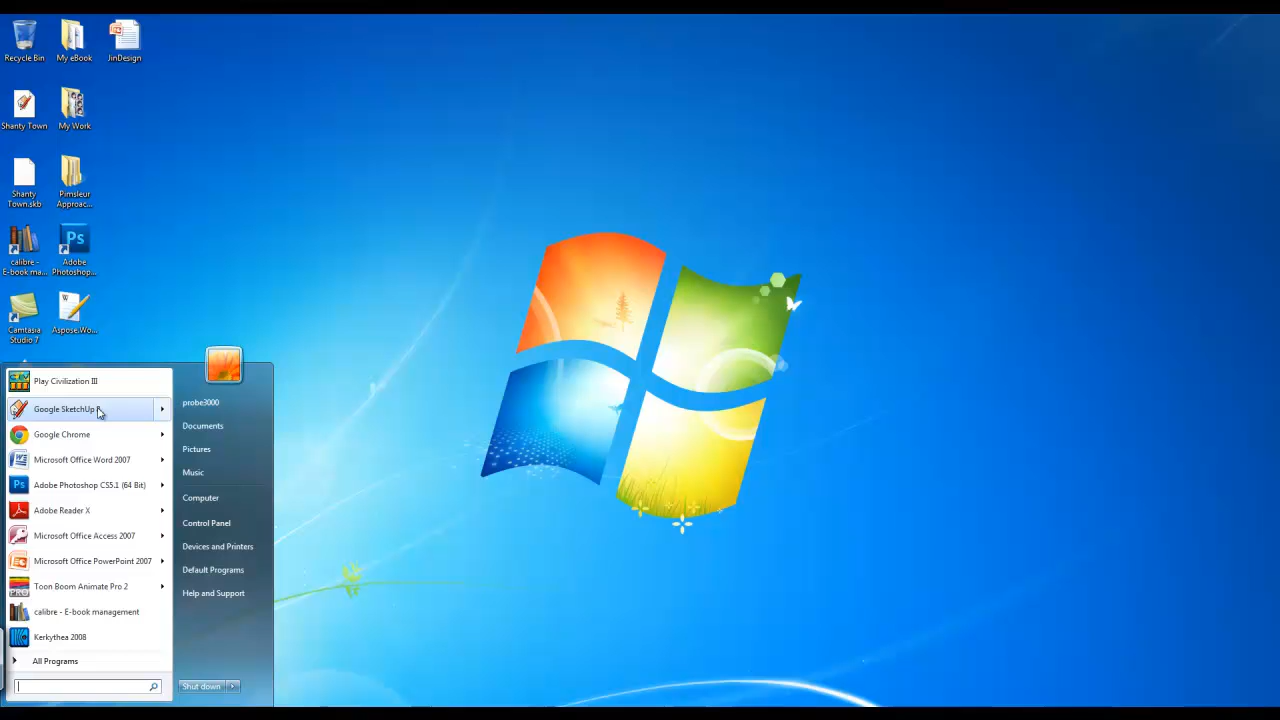 Recycle Bin
My eBook
JinDesign
Shanty Town
My Work
Shanty
Town.skb
Pimsleur
Approac...
calibre -
E-book ma...
Ps
Adobe
Photoshop...
Camtasia
Studio 7
Aspose.Wo...
Play Civilization III
Google SketchUp
Google Chrome
Microsoft Office Word 2007
Ps
Adobe Photoshop CS5.1 (64 Bit)
Adobe Reader X
Microsoft Office Access 2007
Microsoft Office PowerPoint 2007
PRO
Toon Boom Animate Pro 2
calibre - E-book management
Kerkythea 2008
All Programs
probe3000
Documents
Pictures
Music
Computer
Control Panel
Devices and Printers
Default Programs
Help and Support
Shut down